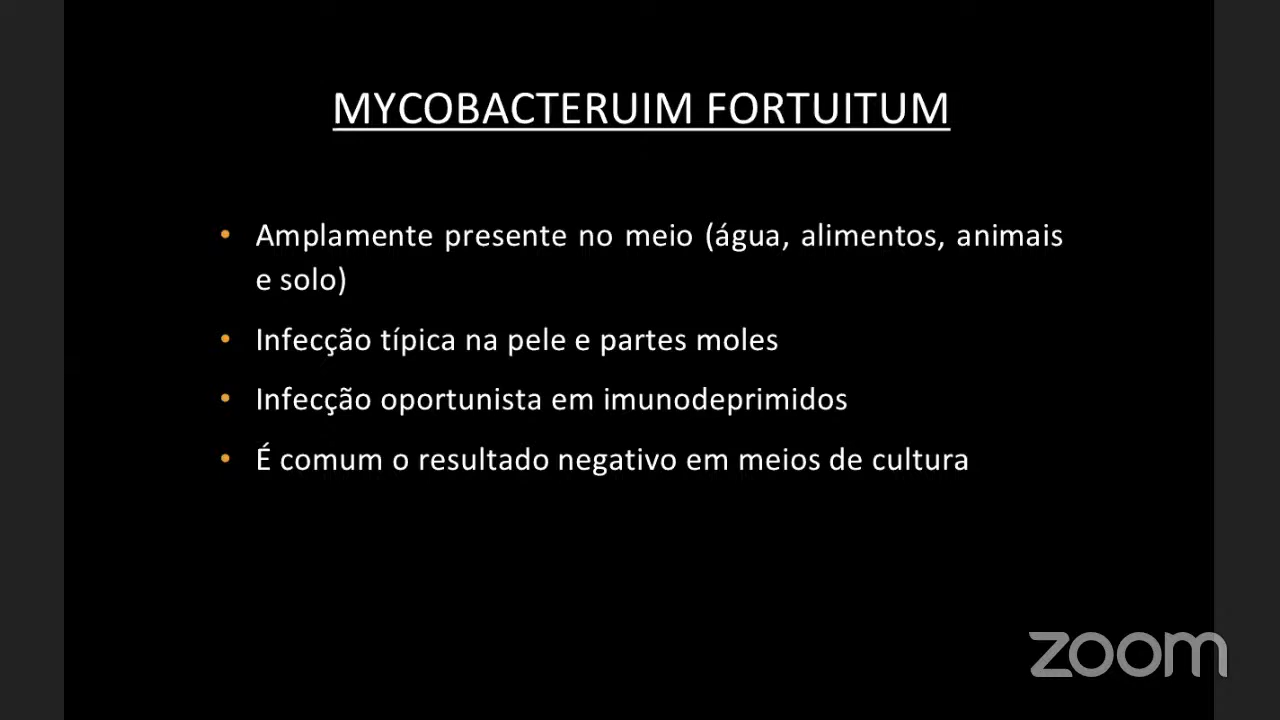 MYCOBACTERUIM FORTUITUM
• Amplamente presente no meio (água, alimentos, animais
e solo)
• Infecção típica na pele e partes moles
• Infecção oportunista em imunodeprimidos
• É comum o resultado negativo em meios de cultura
zoom